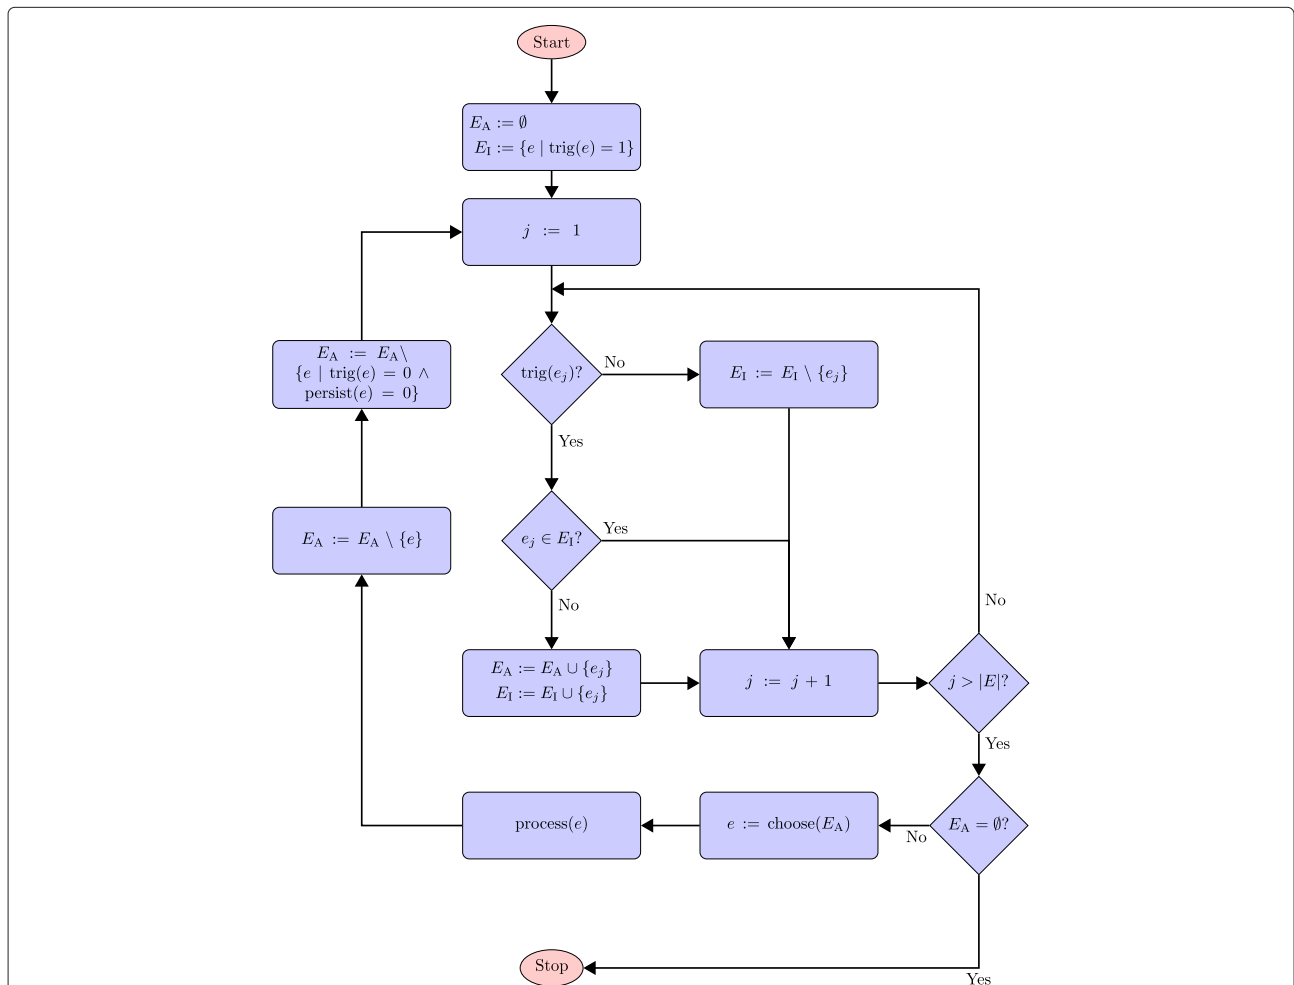 Start
E_A := ∅
E_I := {e | trig(e) = 1}
j := 1
E_A := E_A\
{e | trig(e) = 0 ∧
persist(e) = 0}
trig(e_j)?
No
E_I := E_I \ {e_j}
Yes
E_A := E_A \ {e}
e_j ∈ E_I?
Yes
No
No
E_A := E_A ∪ {e_j}
E_I := E_I ∪ {e_j}
j := j + 1
j > |E|?
Yes
process(e)
e := choose(E_A)
No
E_A = ∅?
Stop
Yes